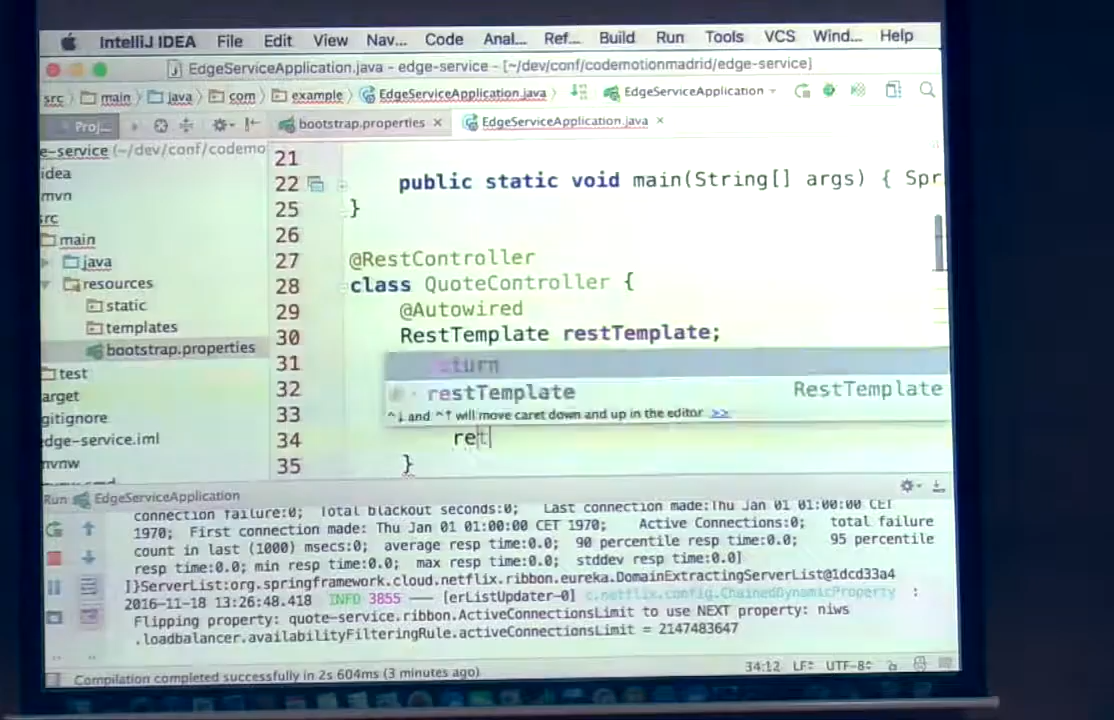 IntelliJ IDEA File Edit View Nav... Code Anal... Ref... Build Run Tools VCS Wind... Help
EdgeServiceApplication.java - edge-service - [~/dev/conf/codemotionmadrid/edge-service]
src main java com example EdgeServiceApplication.java EdgeServiceApplication
Proj... bootstrap.properties EdgeServiceApplication.java
e-service (~/dev/conf/codemo
idea
mvn
src
main
java
resources
static
templates
bootstrap.properties
test
arget
gitignore
dge-service.iml
nvnw
21
22 public static void main(String[] args) { Spr
25 }
26
27 @RestController
28 class QuoteController {
29 @Autowired
30 RestTemplate restTemplate;
31 turn
32 restTemplate RestTemplate
33 ^↓ and ^↑ will move caret down and up in the editor >>
34 ret
35 }
Run EdgeServiceApplication
connection failure:0; Total blackout seconds:0; Last connection made:Thu Jan 01 01:00:00 CET
1970; First connection made: Thu Jan 01 01:00:00 CET 1970; Active Connections:0; total failure
count in last (1000) msecs:0; average resp time:0.0; 90 percentile resp time:0.0; 95 percentile
resp time:0.0; min resp time:0.0; max resp time:0.0; stddev resp time:0.0]
]}ServerList:org.springframework.cloud.netflix.ribbon.eureka.DomainExtractingServerList@1dcd33a4
2016-11-18 13:26:48.418 INFO 3855 --- [erListUpdater-0] c.netflix.config.ChainedDynamicProperty :
Flipping property: quote-service.ribbon.ActiveConnectionsLimit to use NEXT property: niws
.loadbalancer.availabilityFilteringRule.activeConnectionsLimit = 2147483647
Compilation completed successfully in 2s 604ms (3 minutes ago) 34:12 LF÷ UTF-8÷